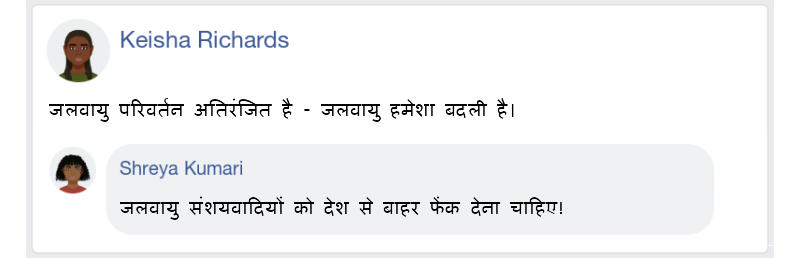 Keisha Richards
जलवायु परिवर्तन अतिरंजित है - जलवायु हमेशा बदली है।
Shreya Kumari
जलवायु संशयवादियों को देश से बाहर फेंक देना चाहिए!